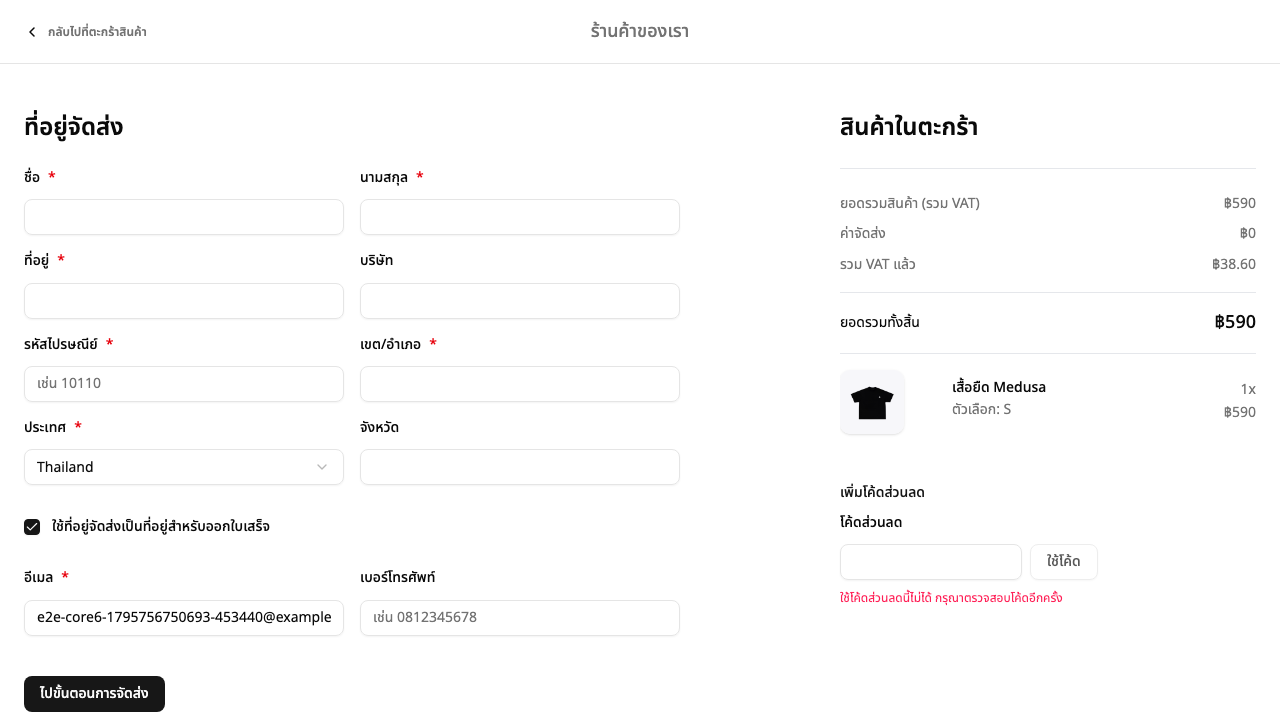 กลับไปที่ตะกร้าสินค้า
ร้านค้าของเรา
ที่อยู่จัดส่ง
ชื่อ *
นามสกุล *
ที่อยู่ *
บริษัท
รหัสไปรษณีย์ *
เขต/อำเภอ *
เช่น 10110
ประเทศ *
จังหวัด
Thailand
ใช้ที่อยู่จัดส่งเป็นที่อยู่สำหรับออกใบเสร็จ
อีเมล *
เบอร์โทรศัพท์
e2e-core6-1795756750693-453440@example
เช่น 0812345678
ไปขั้นตอนการจัดส่ง
สินค้าในตะกร้า
ยอดรวมสินค้า (รวม VAT) ฿590
ค่าจัดส่ง ฿0
รวม VAT แล้ว ฿38.60
ยอดรวมทั้งสิ้น ฿590
เสื้อยืด Medusa 1x
ตัวเลือก: S ฿590
เพิ่มโค้ดส่วนลด
โค้ดส่วนลด
ใช้โค้ด
ใช้โค้ดส่วนลดนี้ไม่ได้ กรุณาตรวจสอบโค้ดอีกครั้ง